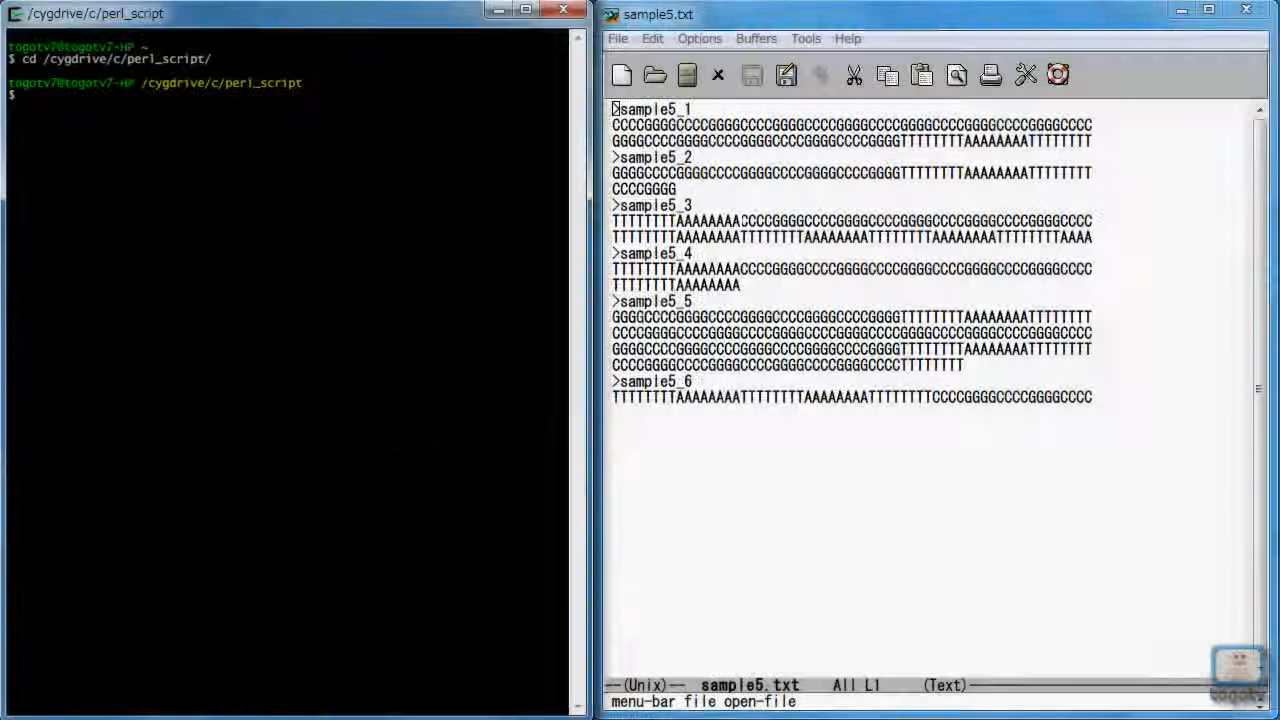 /cygdrive/c/perl_script
togotv7@togotv7-HP ~
$ cd /cygdrive/c/perl_script/
togotv7@togotv7-HP /cygdrive/c/perl_script
$
sample5.txt
File Edit Options Buffers Tools Help
>sample5_1
CCCCGGGGCCCCGGGGCCCCGGGGCCCCGGGGCCCCGGGGCCCCGGGGCCCCGGGGCCCC
GGGGCCCCGGGGCCCCGGGGCCCCGGGGCCCCGGGGTTTTTTTTAAAAAAAATTTTTTTT
>sample5_2
GGGGCCCCGGGGCCCCGGGGCCCCGGGGCCCCGGGGTTTTTTTTAAAAAAAATTTTTTTT
CCCCGGGG
>sample5_3
TTTTTTTTAAAAAAAACCCCGGGGCCCCGGGGCCCCGGGGCCCCGGGGCCCCGGGGCCCC
TTTTTTTTAAAAAAAATTTTTTTTAAAAAAAATTTTTTTTAAAAAAAATTTTTTTTAAAA
>sample5_4
TTTTTTTTAAAAAAAACCCCGGGGCCCCGGGGCCCCGGGGCCCCGGGGCCCCGGGGCCCC
TTTTTTTTAAAAAAAA
>sample5_5
GGGGCCCCGGGGCCCCGGGGCCCCGGGGCCCCGGGGTTTTTTTTAAAAAAAATTTTTTTT
CCCCGGGGCCCCGGGGCCCCGGGGCCCCGGGGCCCCGGGGCCCCGGGGCCCCGGGGCCCC
GGGGCCCCGGGGCCCCGGGGCCCCGGGGCCCCGGGGTTTTTTTTAAAAAAAATTTTTTTT
CCCCGGGGCCCCGGGGCCCCGGGGCCCCGGGGCCCCTTTTTTTT
>sample5_6
TTTTTTTTAAAAAAAATTTTTTTTAAAAAAAATTTTTTTTCCCCGGGGCCCCGGGGCCCC
--(Unix)-- sample5.txt All L1 (Text)
menu-bar file open-file
togotv